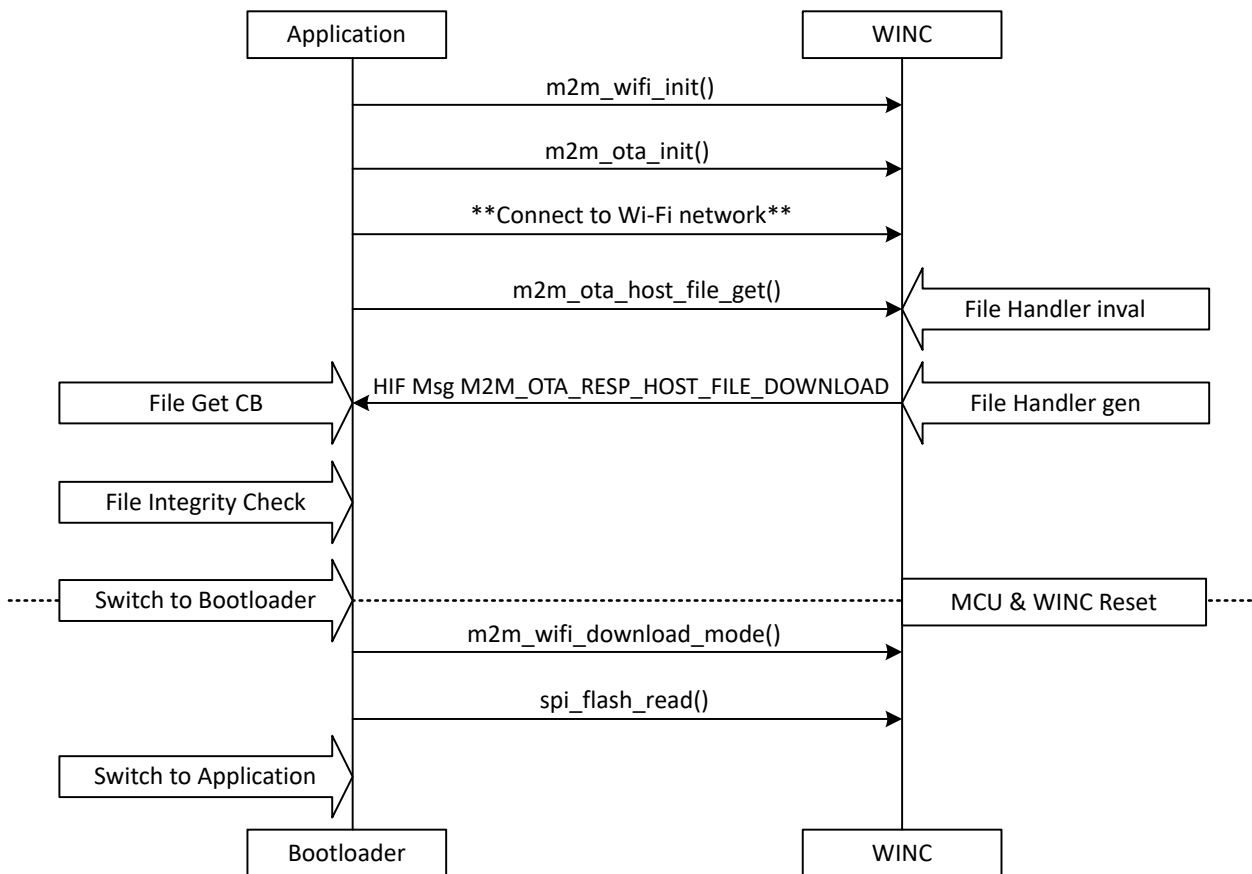 Application
WINC
m2m_wifi_init()
m2m_ota_init()
**Connect to Wi-Fi network**
m2m_ota_host_file_get()
File Handler inval
File Get CB
HIF Msg M2M_OTA_RESP_HOST_FILE_DOWNLOAD
File Handler gen
File Integrity Check
Switch to Bootloader
MCU & WINC Reset
m2m_wifi_download_mode()
spi_flash_read()
Switch to Application
Bootloader
WINC